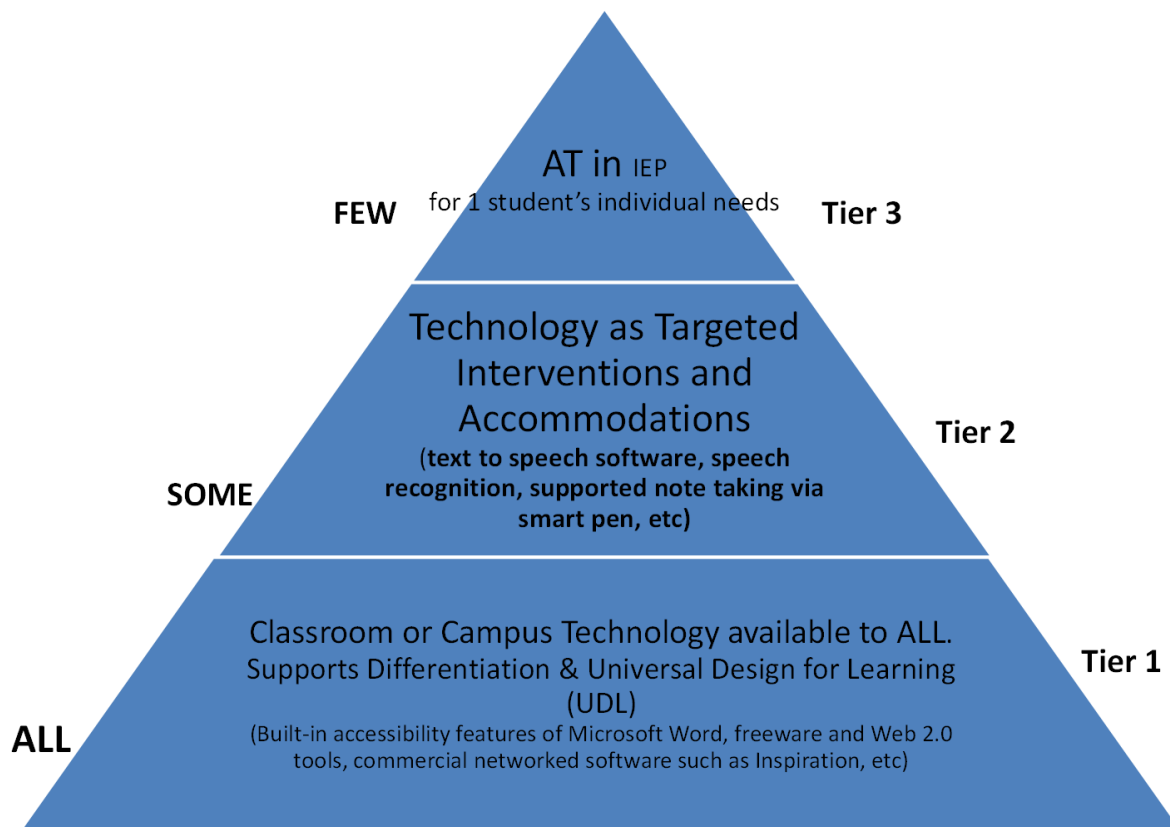 AT in IEP
for 1 student's individual needs
FEW
Tier 3
Technology as Targeted
Interventions and
Accommodations
(text to speech software, speech
recognition, supported note taking via
smart pen, etc)
SOME
Tier 2
Classroom or Campus Technology available to ALL.
Supports Differentiation & Universal Design for Learning
(UDL)
(Built-in accessibility features of Microsoft Word, freeware and Web 2.0
tools, commercial networked software such as Inspiration, etc)
ALL
Tier 1